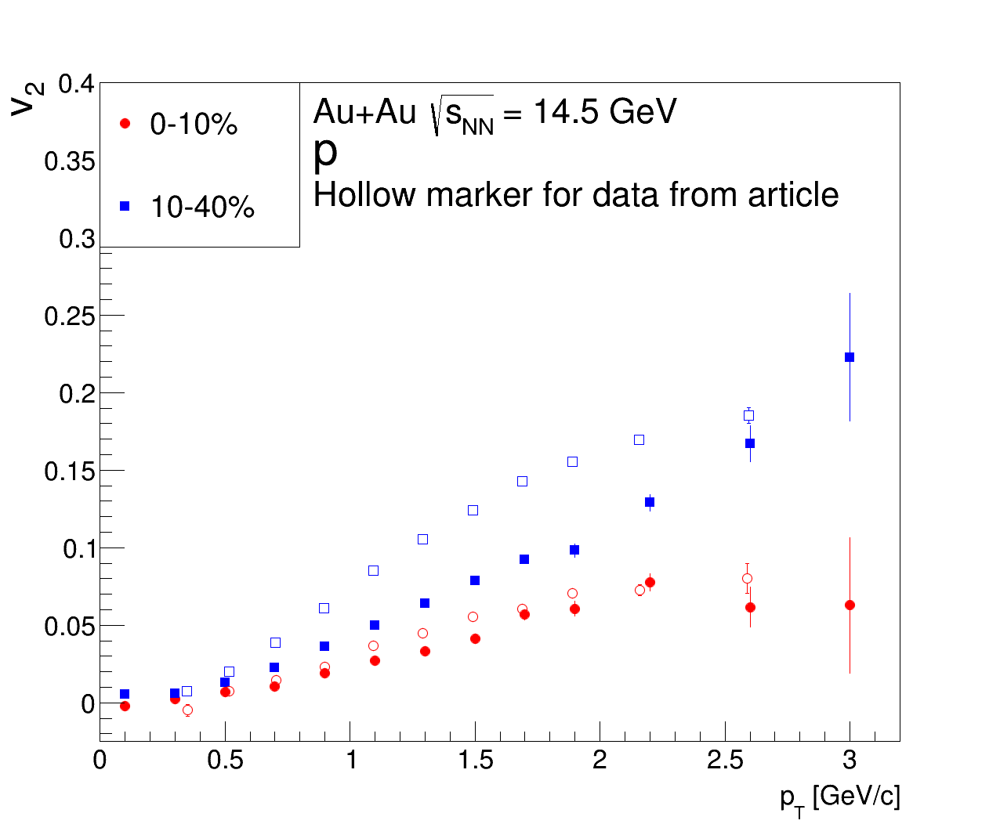 v2
0.4
0.35
0.3
0.25
0.2
0.15
0.1
0.05
0
0-10%
10-40%
Au+Au √sNN = 14.5 GeV
p
Hollow marker for data from article
0 0.5 1 1.5 2 2.5 3
pT [GeV/c]